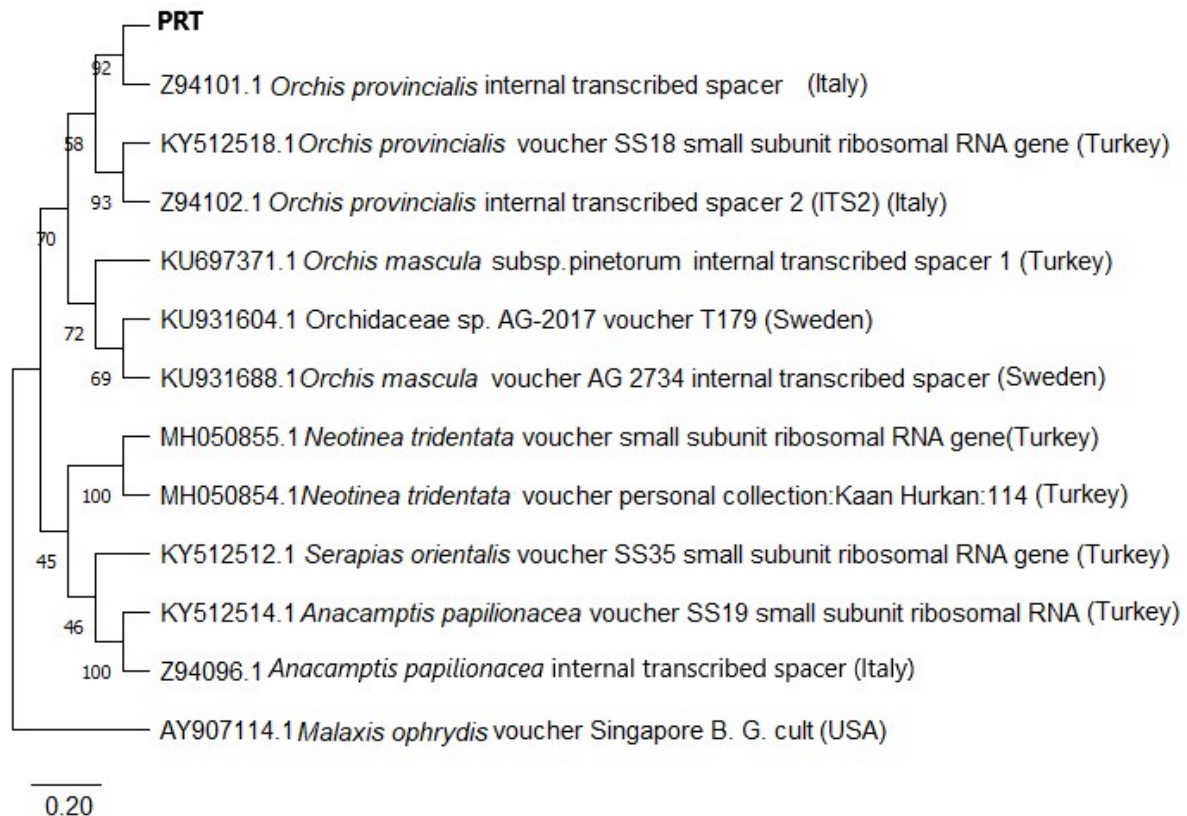 PRT
92
Z94101.1 Orchis provincialis internal transcribed spacer (Italy)
58
KY512518.1 Orchis provincialis voucher SS18 small subunit ribosomal RNA gene (Turkey)
93
Z94102.1 Orchis provincialis internal transcribed spacer 2 (ITS2) (Italy)
70
KU697371.1 Orchis mascula subsp.pinetorum internal transcribed spacer 1 (Turkey)
KU931604.1 Orchidaceae sp. AG-2017 voucher T179 (Sweden)
72
69
KU931688.1 Orchis mascula voucher AG 2734 internal transcribed spacer (Sweden)
MH050855.1 Neotinea tridentata voucher small subunit ribosomal RNA gene(Turkey)
100
MH050854.1 Neotinea tridentata voucher personal collection:Kaan Hurkan:114 (Turkey)
45
KY512512.1 Serapias orientalis voucher SS35 small subunit ribosomal RNA gene (Turkey)
KY512514.1 Anacamptis papilionacea voucher SS19 small subunit ribosomal RNA (Turkey)
46
100
Z94096.1 Anacamptis papilionacea internal transcribed spacer (Italy)
AY907114.1 Malaxis ophrydis voucher Singapore B. G. cult (USA)
0.20